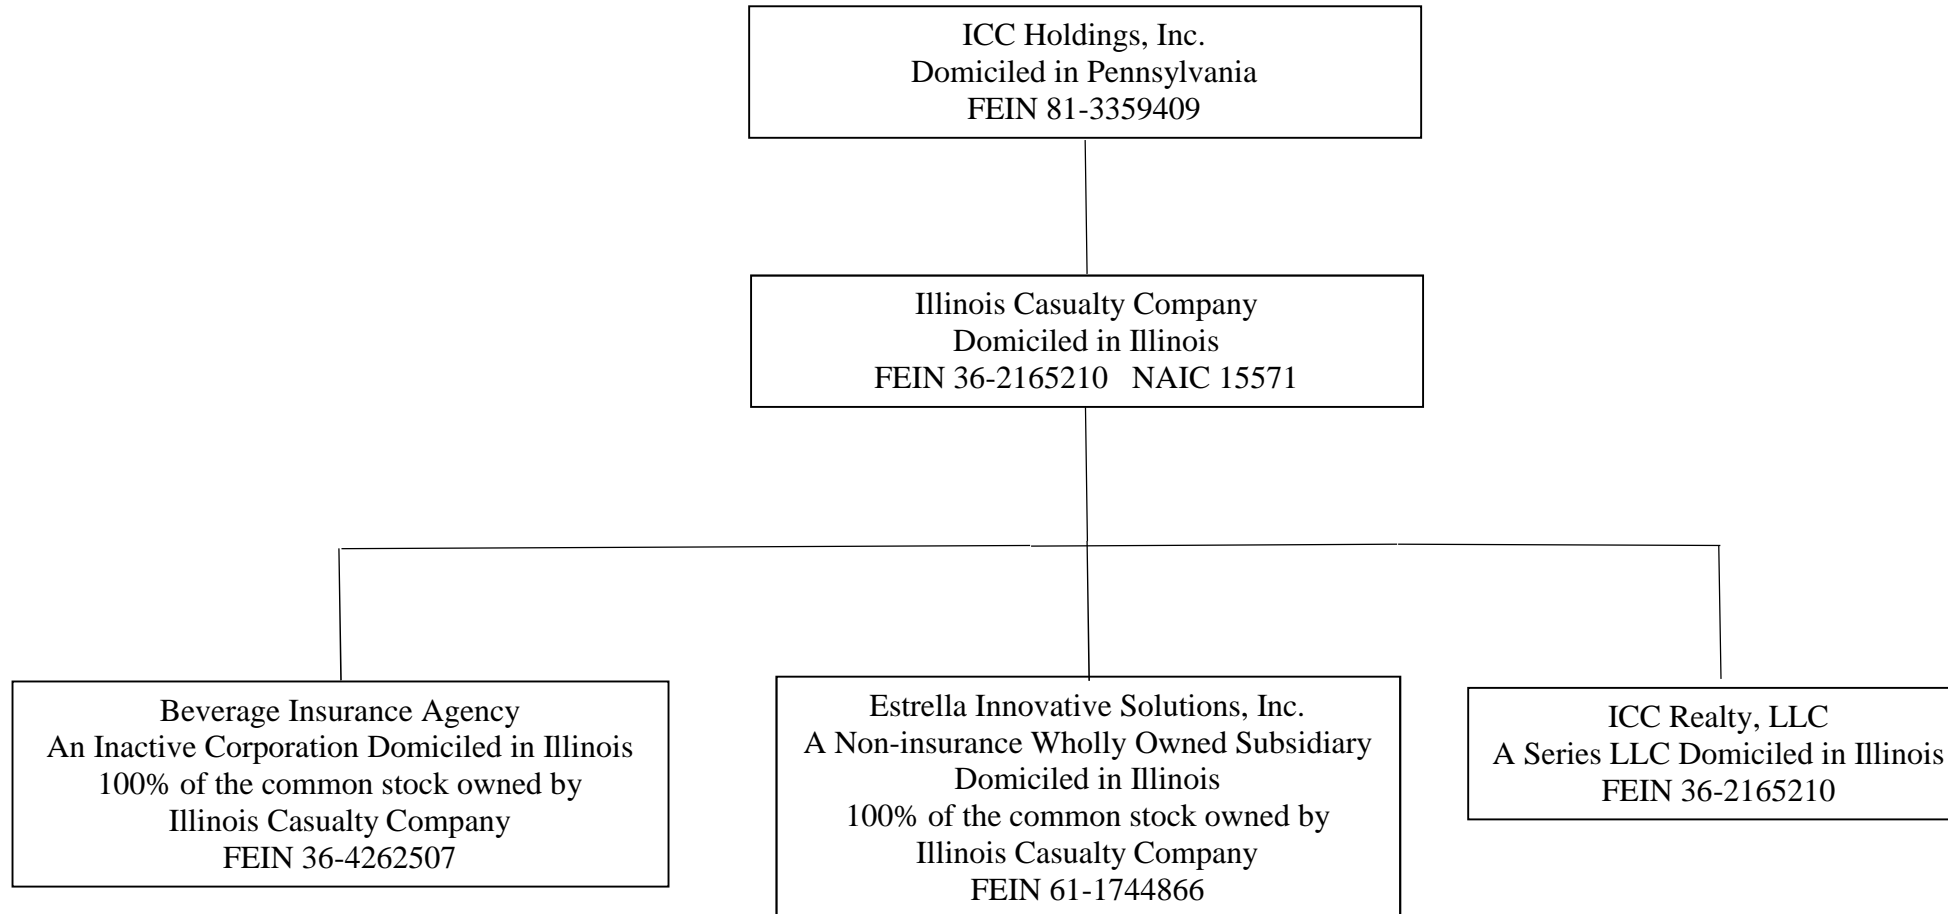 ICC Holdings, Inc.
Domiciled in Pennsylvania
FEIN 81-3359409
Illinois Casualty Company
Domiciled in Illinois
FEIN 36-2165210   NAIC 15571
Beverage Insurance Agency
An Inactive Corporation Domiciled in Illinois
100% of the common stock owned by
Illinois Casualty Company
FEIN 36-4262507
Estrella Innovative Solutions, Inc.
A Non-insurance Wholly Owned Subsidiary
Domiciled in Illinois
100% of the common stock owned by
Illinois Casualty Company
FEIN 61-1744866
ICC Realty, LLC
A Series LLC Domiciled in Illinois
FEIN 36-2165210